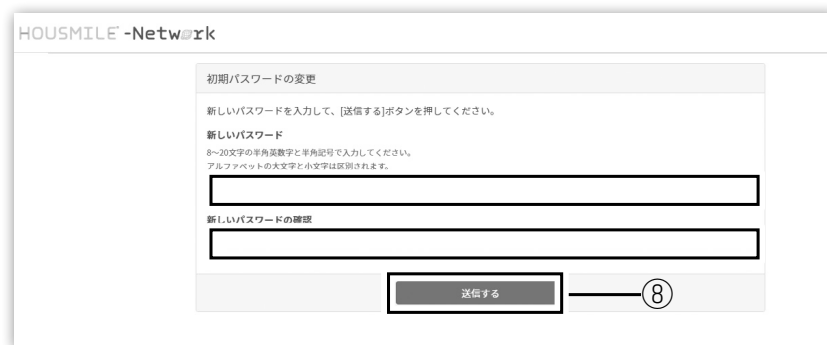 HOUSMILE-Network
初期パスワードの変更
新しいパスワードを入力して、[送信する]ボタンを押してください。
新しいパスワード
8〜20文字の半角英数字と半角記号で入力してください。
アルファベットの大文字と小文字は区別されます。
新しいパスワードの確認
送信する
⑧